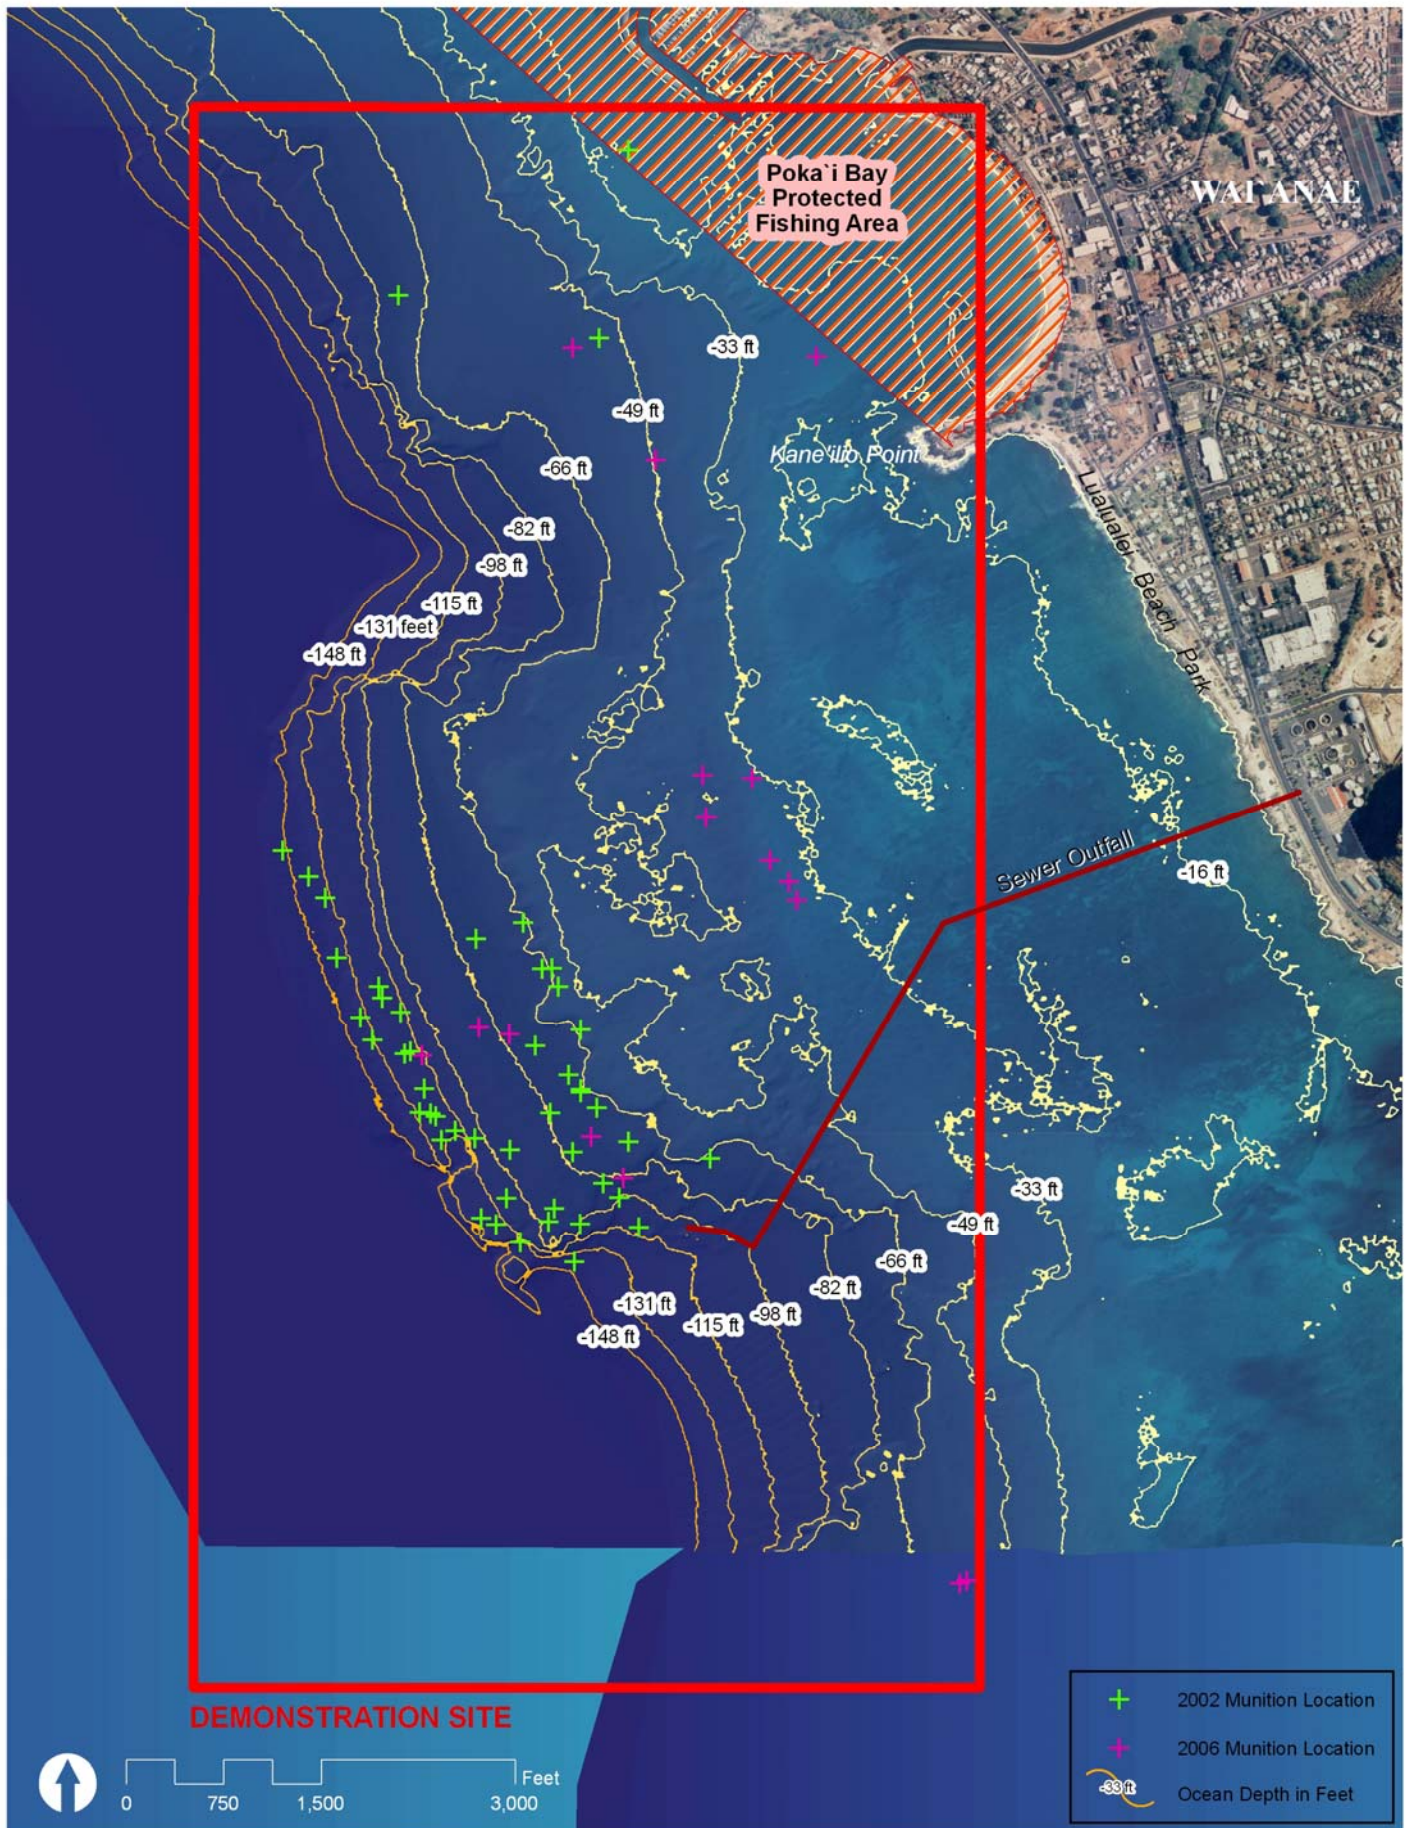 Poka`i Bay
Protected
Fishing Area
WAI`ANAE
-33 ft
-49 ft
Kane'ilio Point
-66 ft
Lualualei Beach Park
-82 ft
-98 ft
-115 ft
-131 feet
-148 ft
Sewer Outfall
-16 ft
-33 ft
-49 ft
-66 ft
-82 ft
-131 ft
-98 ft
-115 ft
-148 ft
DEMONSTRATION SITE
2002 Munition Location
2006 Munition Location
-33 ft Ocean Depth in Feet
Feet
0 750 1,500 3,000